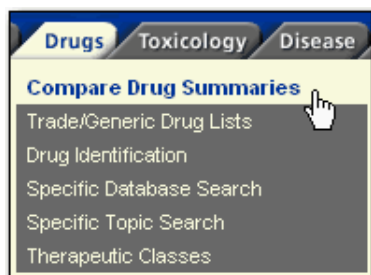 Drugs Toxicology Disease
Compare Drug Summaries
Trade/Generic Drug Lists
Drug Identification
Specific Database Search
Specific Topic Search
Therapeutic Classes